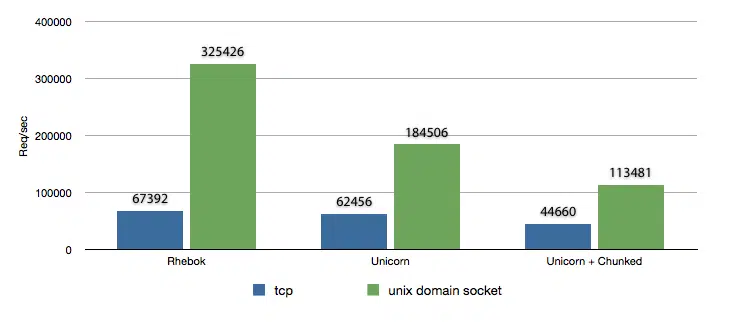 400000
300000
200000
100000
0
Req/sec
325426
67392
184506
62456
113481
44660
Rhebok
Unicorn
Unicorn + Chunked
tcp
unix domain socket